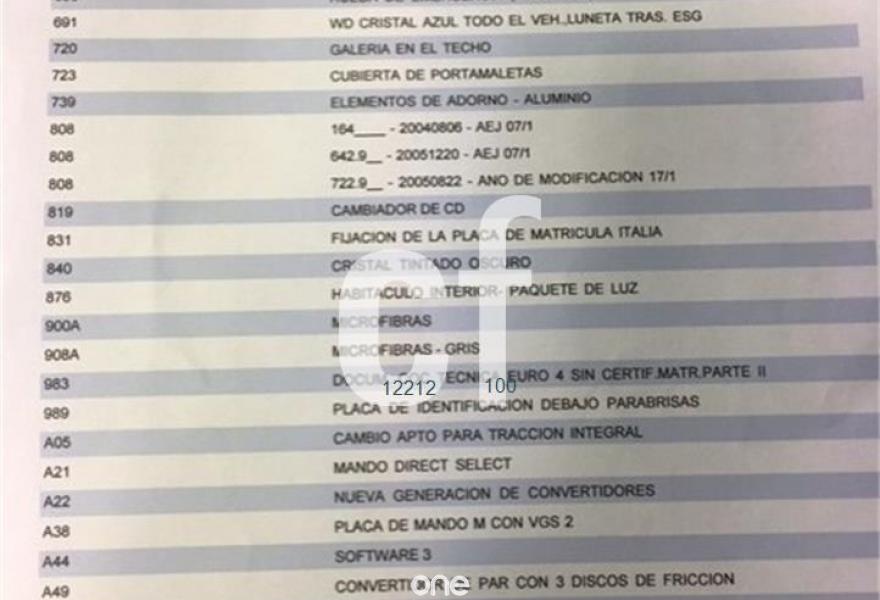 691 WD CRISTAL AZUL TODO EL VEH.,LUNETA TRAS. ESG
720 GALERIA EN EL TECHO
723 CUBIERTA DE PORTAMALETAS
739 ELEMENTOS DE ADORNO - ALUMINIO
808 164____ - 20040806 - AEJ 07/1
808 642.9__ - 20051220 - AEJ 07/1
808 722.9__ - 20050822 - ANO DE MODIFICACION 17/1
819 CAMBIADOR DE CD
831 FIJACION DE LA PLACA DE MATRICULA ITALIA
840 CRISTAL TINTADO OSCURO
876 HABITACULO INTERIOR- PAQUETE DE LUZ
900A MICROFIBRAS
908A MICROFIBRAS - GRIS
983 DOCUM. COC TECNICA EURO 4 SIN CERTIF.MATR.PARTE II
12212 100
989 PLACA DE IDENTIFICACION DEBAJO PARABRISAS
A05 CAMBIO APTO PARA TRACCION INTEGRAL
A21 MANDO DIRECT SELECT
A22 NUEVA GENERACION DE CONVERTIDORES
A38 PLACA DE MANDO M CON VGS 2
A44 SOFTWARE 3
A49 PAR CON 3 DISCOS DE FRICCION
cf
one